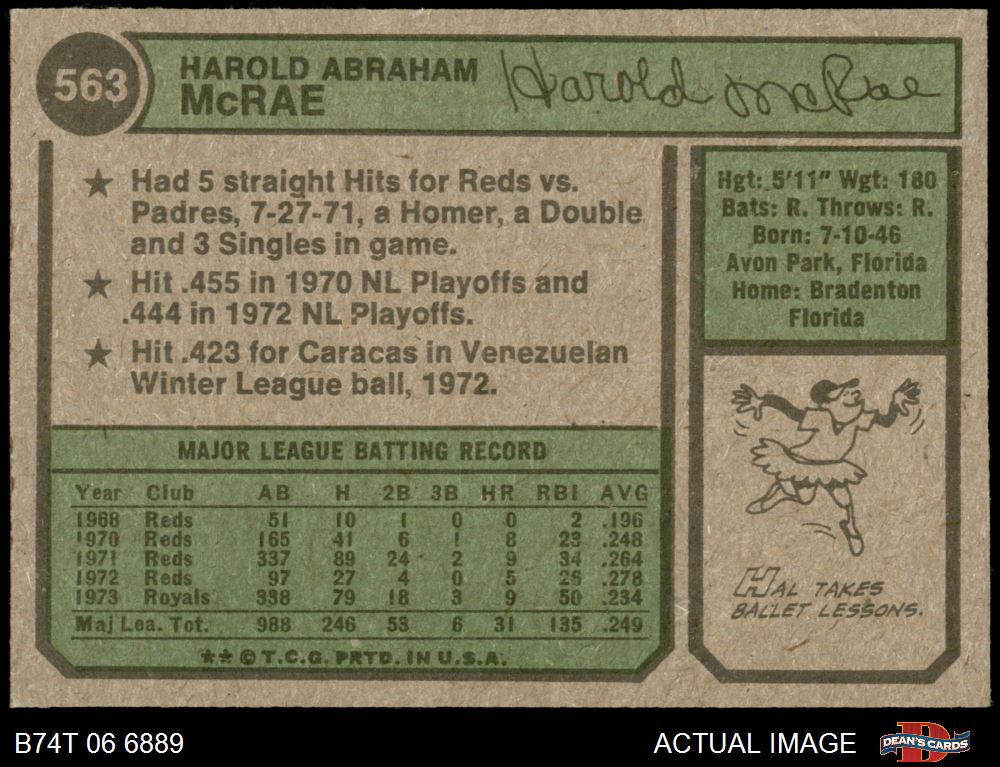 563
HAROLD ABRAHAM
McRAE
Harold McRae
★ Had 5 straight Hits for Reds vs.
Padres, 7-27-71, a Homer, a Double
and 3 Singles in game.
★ Hit .455 in 1970 NL Playoffs and
.444 in 1972 NL Playoffs.
★ Hit .423 for Caracas in Venezuelan
Winter League ball, 1972.
Hgt: 5'11" Wgt: 180
Bats: R. Throws: R.
Born: 7-10-46
Avon Park, Florida
Home: Bradenton
Florida
MAJOR LEAGUE BATTING RECORD
Year Club AB H 2B 3B HR RBI AVG
1968 Reds 51 10 1 0 0 2 .196
1970 Reds 165 41 6 1 8 23 .248
1971 Reds 337 89 24 2 9 34 .264
1972 Reds 97 27 4 0 5 26 .278
1973 Royals 338 79 18 3 9 50 .234
Maj Lea. Tot. 988 246 53 6 31 135 .249
★★ © T.C.G. PRTD. IN U.S.A.
HAL TAKES
BALLET LESSONS.
B74T 06 6889
ACTUAL IMAGE
D
DEAN'S CARDS